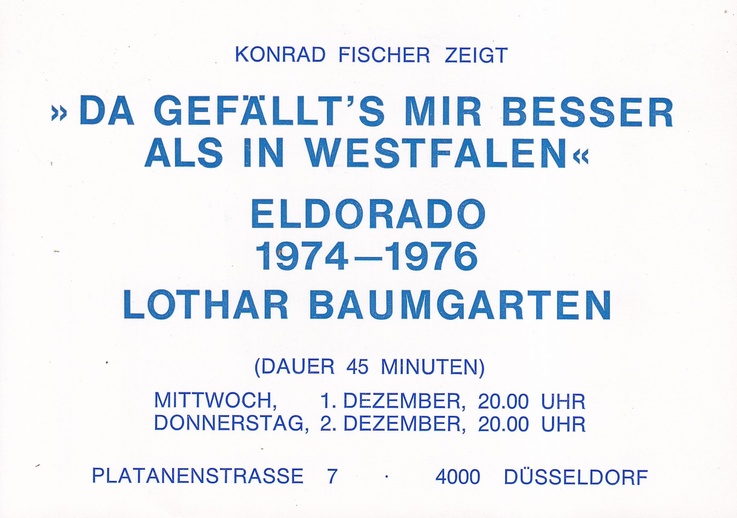 KONRAD FISCHER ZEIGT
»DA GEFÄLLT'S MIR BESSER
ALS IN WESTFALEN«
ELDORADO
1974—1976
LOTHAR BAUMGARTEN
(DAUER 45 MINUTEN)
MITTWOCH, 1. DEZEMBER, 20.00 UHR
DONNERSTAG, 2. DEZEMBER, 20.00 UHR
PLATANENSTRASSE 7 · 4000 DÜSSELDORF